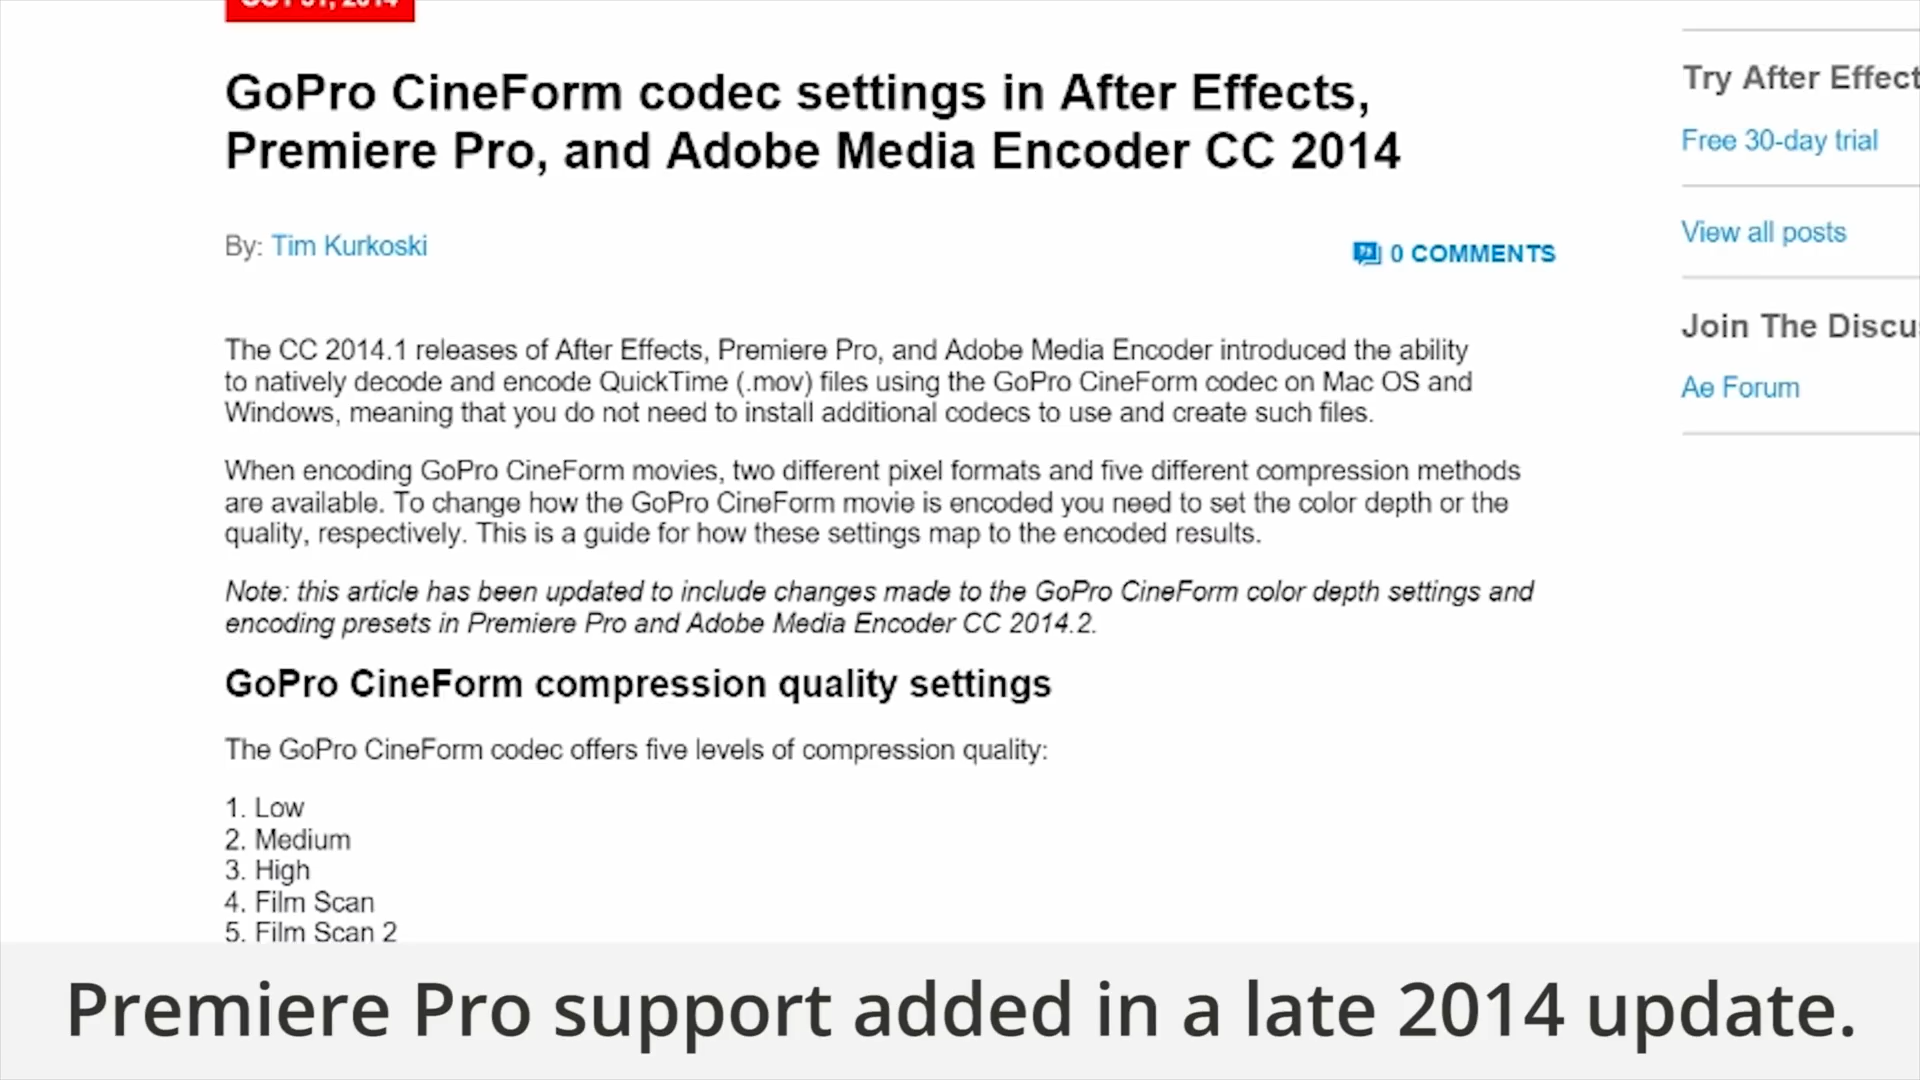 OCT 31, 2014
GoPro CineForm codec settings in After Effects,
Premiere Pro, and Adobe Media Encoder CC 2014
By: Tim Kurkoski
0 COMMENTS
The CC 2014.1 releases of After Effects, Premiere Pro, and Adobe Media Encoder introduced the ability
to natively decode and encode QuickTime (.mov) files using the GoPro CineForm codec on Mac OS and
Windows, meaning that you do not need to install additional codecs to use and create such files.
When encoding GoPro CineForm movies, two different pixel formats and five different compression methods
are available. To change how the GoPro CineForm movie is encoded you need to set the color depth or the
quality, respectively. This is a guide for how these settings map to the encoded results.
Note: this article has been updated to include changes made to the GoPro CineForm color depth settings and
encoding presets in Premiere Pro and Adobe Media Encoder CC 2014.2.
GoPro CineForm compression quality settings
The GoPro CineForm codec offers five levels of compression quality:
1. Low
2. Medium
3. High
4. Film Scan
5. Film Scan 2
Try After Effect
Free 30-day trial
View all posts
Join The Discu
Ae Forum
Premiere Pro support added in a late 2014 update.